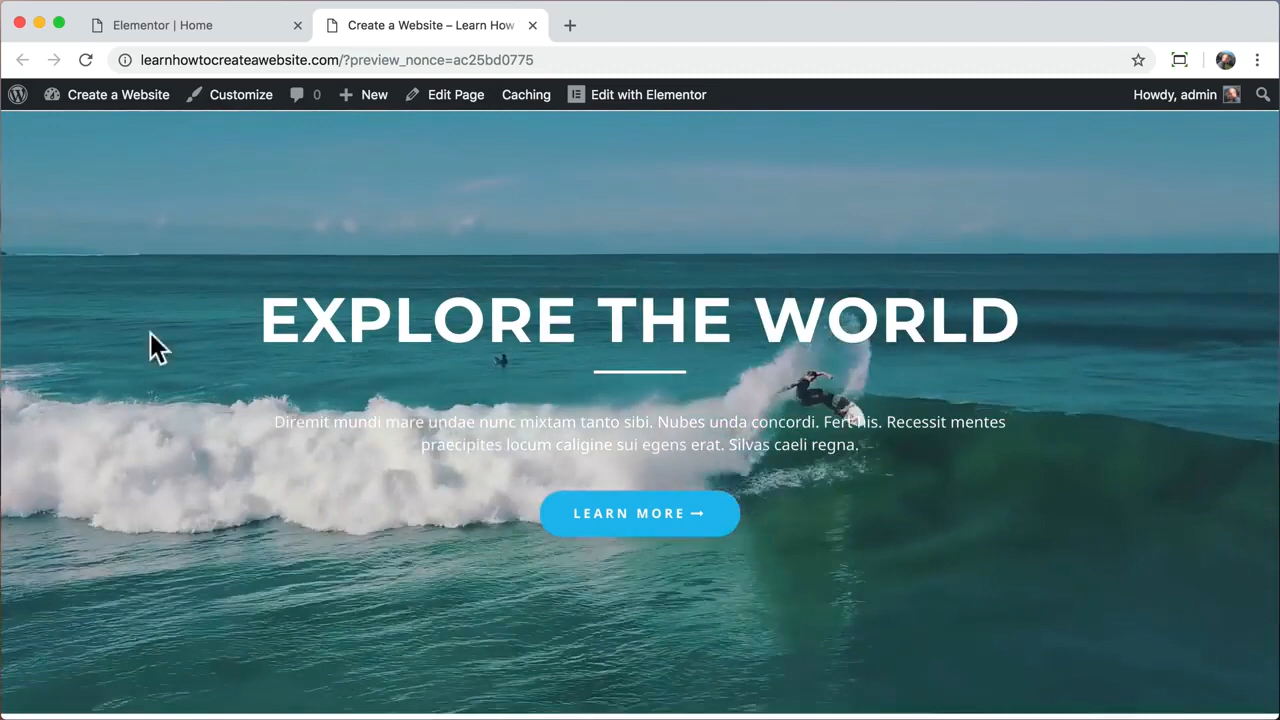 Elementor | Home
Create a Website – Learn How
learnhowtocreateawebsite.com/?preview_nonce=ac25bd0775
Create a Website Customize 0 New Edit Page Caching Edit with Elementor Howdy, admin
EXPLORE THE WORLD
Diremit mundi mare undae nunc mixtam tanto sibi. Nubes unda concordi. Fert his. Recessit mentes
praecipites locum caligine sui egens erat. Silvas caeli regna.
LEARN MORE